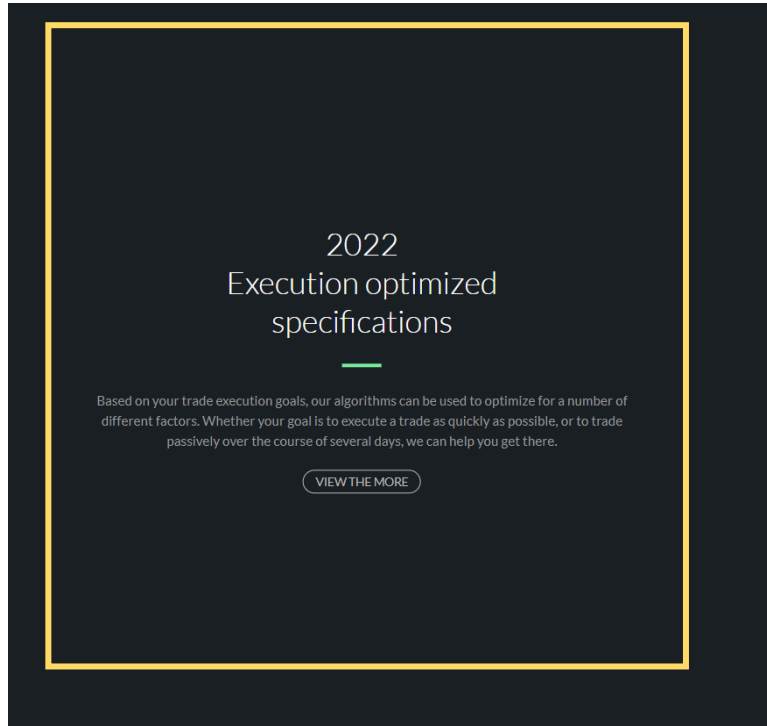 2022
Execution optimized
specifications
Based on your trade execution goals, our algorithms can be used to optimize for a number of
different factors. Whether your goal is to execute a trade as quickly as possible, or to trade
passively over the course of several days, we can help you get there.
VIEW THE MORE